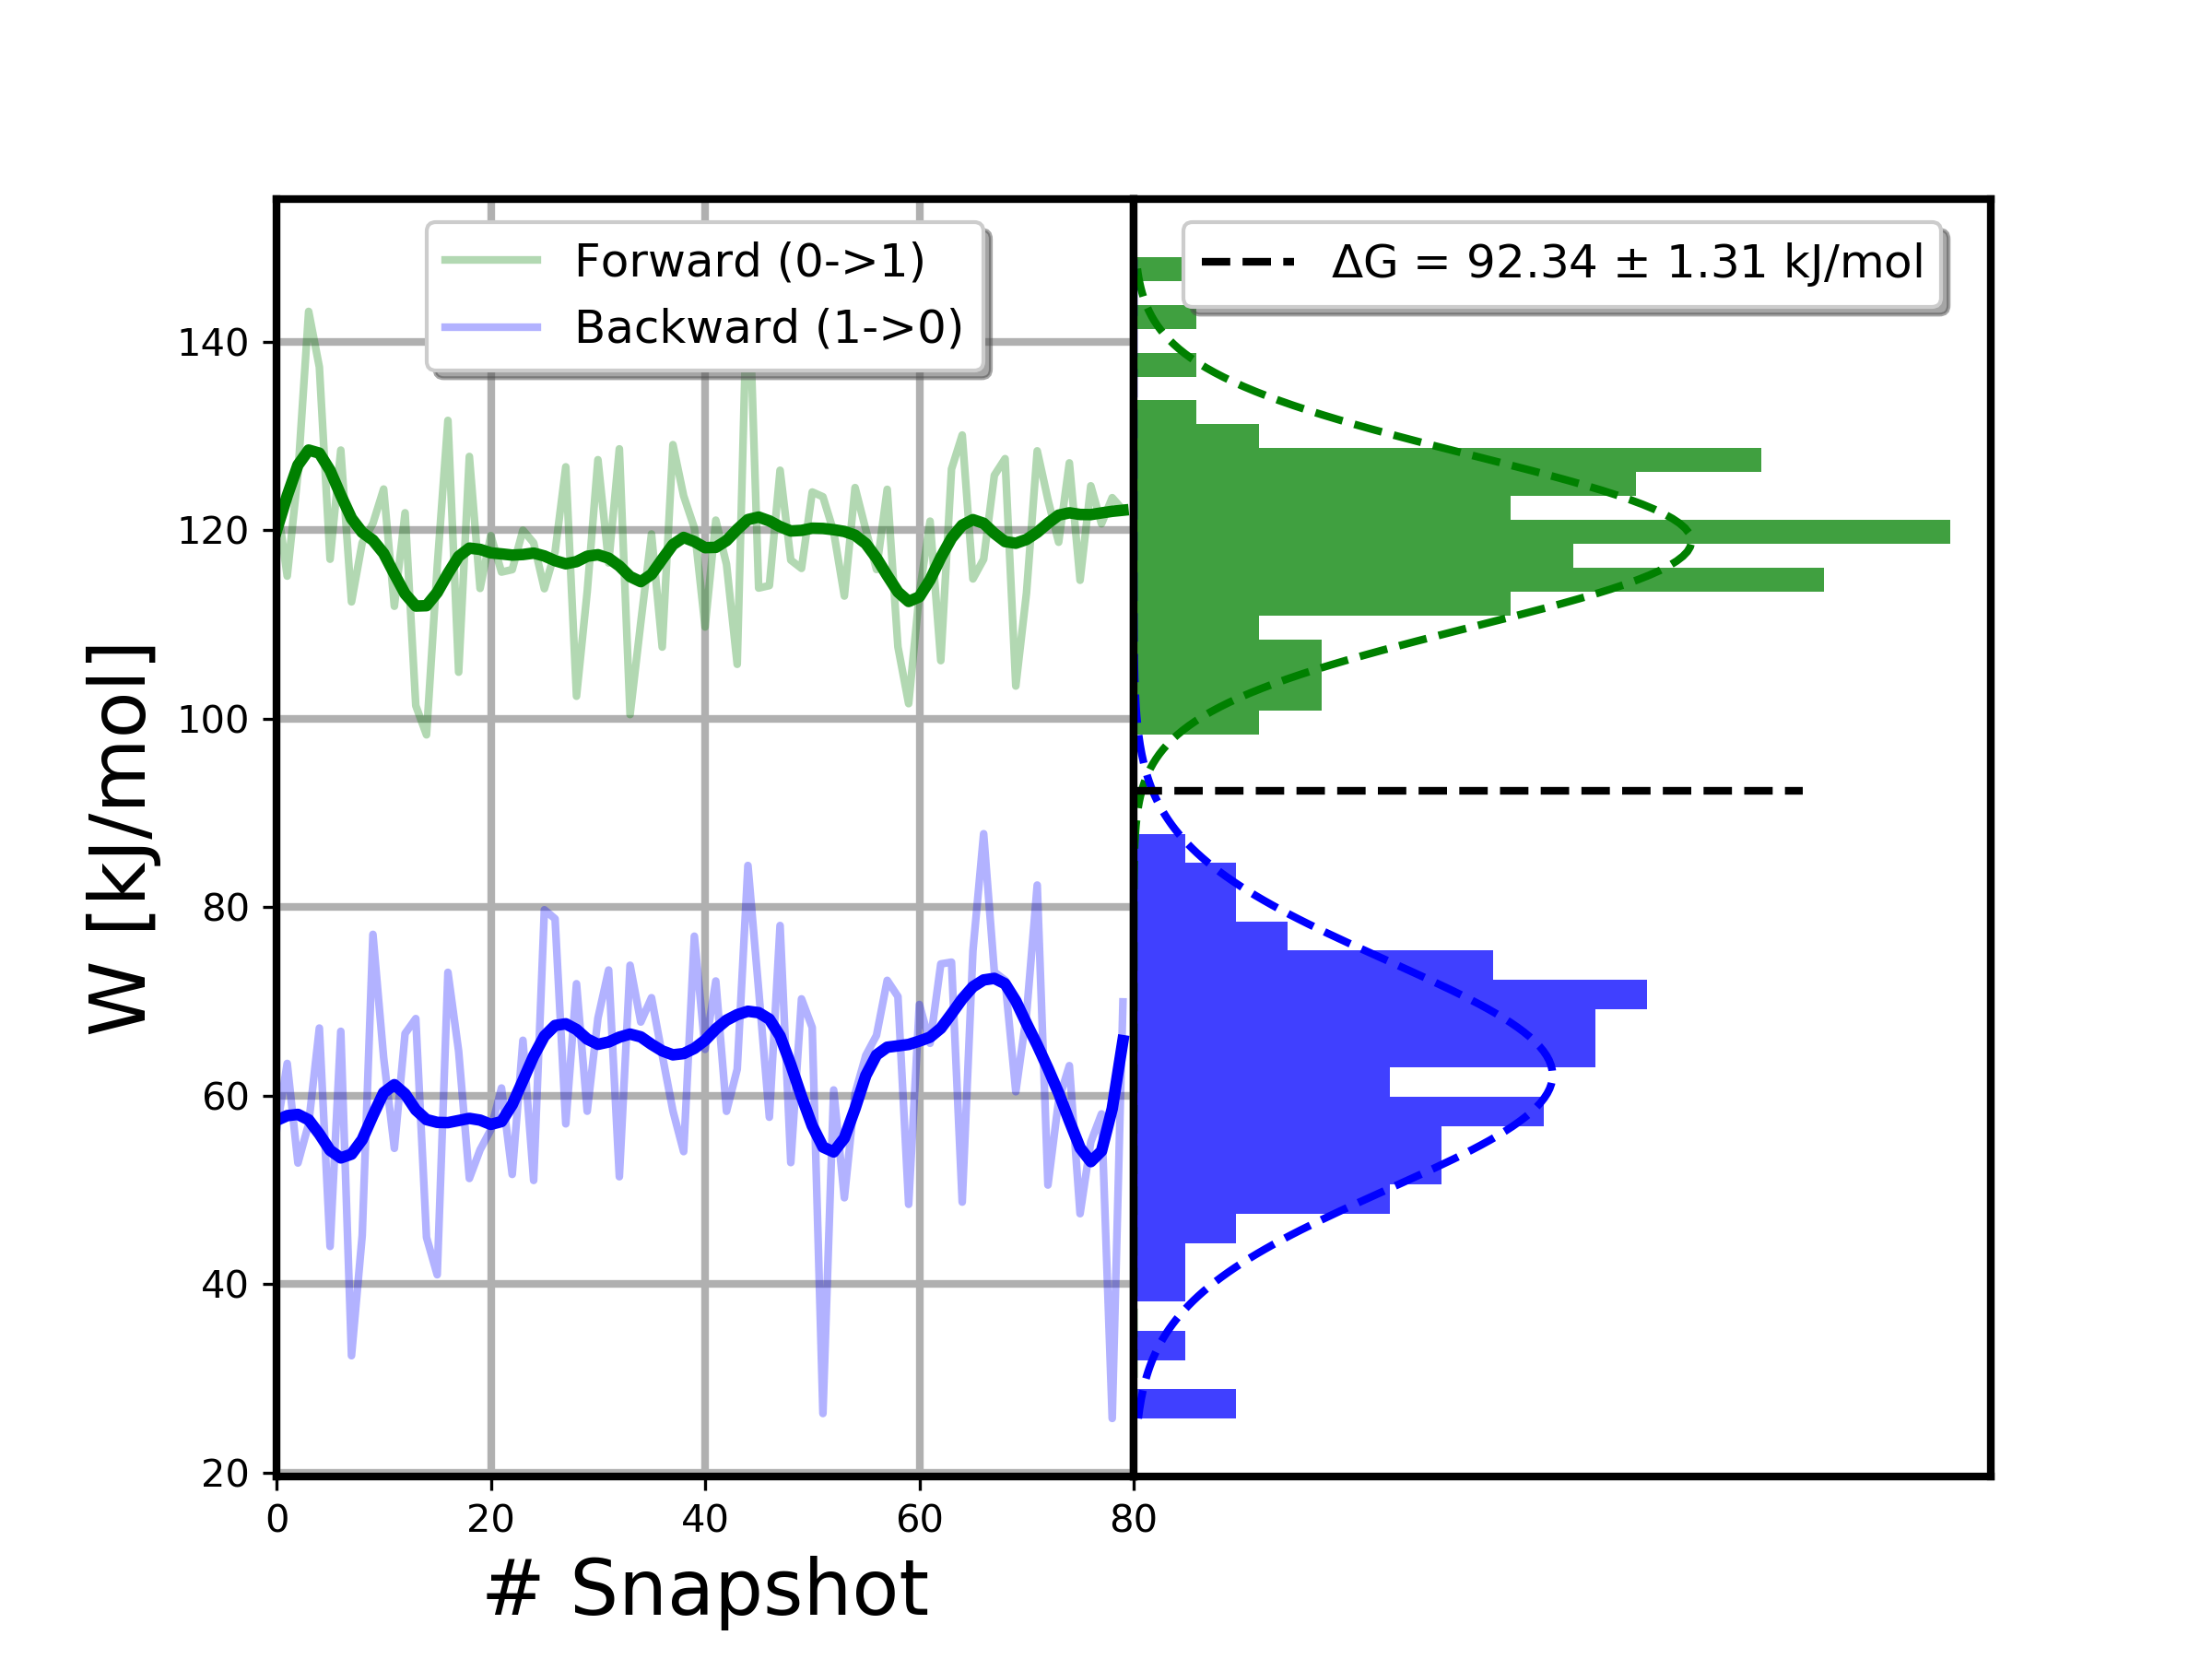 Forward (0->1)
Backward (1->0)
ΔG = 92.34 ± 1.31 kJ/mol
W [kJ/mol]
140
120
100
80
60
40
20
0 20 40 60 80
# Snapshot